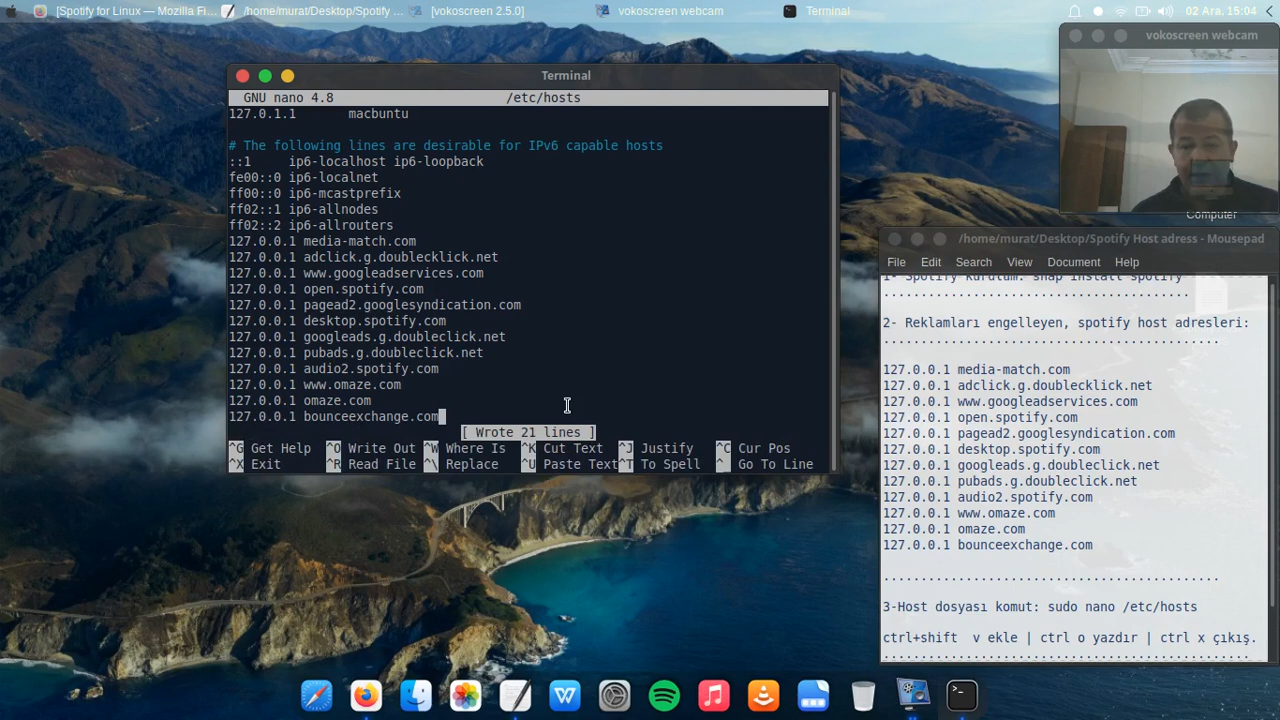 [Spotify for Linux — Mozilla Fi...
/home/murat/Desktop/Spotify ...
[vokoscreen 2.5.0]
vokoscreen webcam
Terminal
02 Ara, 15:04
vokoscreen webcam
Terminal
GNU nano 4.8 /etc/hosts
127.0.1.1 macbuntu
# The following lines are desirable for IPv6 capable hosts
::1 ip6-localhost ip6-loopback
fe00::0 ip6-localnet
ff00::0 ip6-mcastprefix
ff02::1 ip6-allnodes
ff02::2 ip6-allrouters
127.0.0.1 media-match.com
127.0.0.1 adclick.g.doublecklick.net
127.0.0.1 www.googleadservices.com
127.0.0.1 open.spotify.com
127.0.0.1 pagead2.googlesyndication.com
127.0.0.1 desktop.spotify.com
127.0.0.1 googleads.g.doubleclick.net
127.0.0.1 pubads.g.doubleclick.net
127.0.0.1 audio2.spotify.com
127.0.0.1 www.omaze.com
127.0.0.1 omaze.com
127.0.0.1 bounceexchange.com
[ Wrote 21 lines ]
^G Get Help ^O Write Out ^W Where Is ^K Cut Text ^J Justify ^C Cur Pos
^X Exit ^R Read File ^\ Replace ^U Paste Text ^T To Spell ^_ Go To Line
Computer
/home/murat/Desktop/Spotify Host adress - Mousepad
File Edit Search View Document Help
1- Spotify kurulum: snap install spotify
.........................................
2- Reklamları engelleyen, spotify host adresleri:
.............................................
127.0.0.1 media-match.com
127.0.0.1 adclick.g.doublecklick.net
127.0.0.1 www.googleadservices.com
127.0.0.1 open.spotify.com
127.0.0.1 pagead2.googlesyndication.com
127.0.0.1 desktop.spotify.com
127.0.0.1 googleads.g.doubleclick.net
127.0.0.1 pubads.g.doubleclick.net
127.0.0.1 audio2.spotify.com
127.0.0.1 www.omaze.com
127.0.0.1 omaze.com
127.0.0.1 bounceexchange.com
.............................................
3-Host dosyası komut: sudo nano /etc/hosts
ctrl+shift v ekle | ctrl o yazdır | ctrl x çıkış.
.................................................